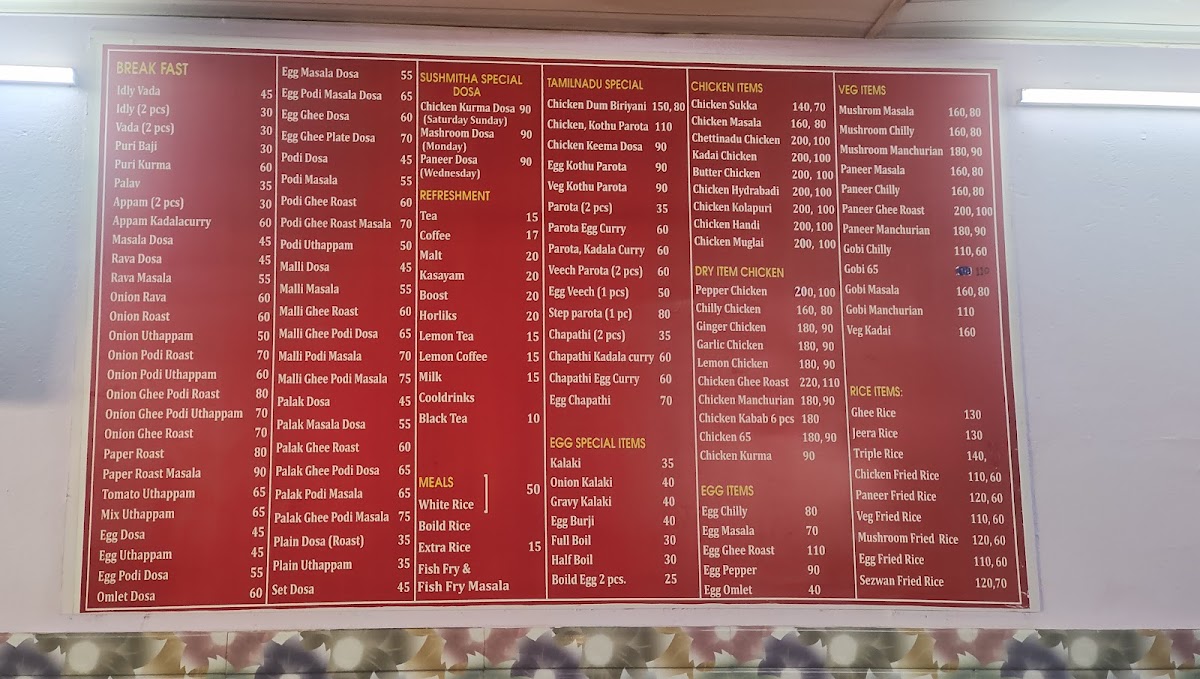 BREAK FAST
Idly Vada 45
Idly (2 pcs) 30
Vada (2 pcs) 30
Puri Baji 30
Puri Kurma 60
Palav 35
Appam (2 pcs) 30
Appam Kadalacurry 60
Masala Dosa 45
Rava Dosa 45
Rava Masala 55
Onion Rava 60
Onion Roast 60
Onion Uthappam 50
Onion Podi Roast 70
Onion Podi Uthappam 60
Onion Ghee Podi Roast 80
Onion Ghee Podi Uthappam 70
Onion Ghee Roast 70
Paper Roast 80
Paper Roast Masala 90
Tomato Uthappam 65
Mix Uthappam 65
Egg Dosa 45
Egg Uthappam 45
Egg Podi Dosa 55
Omlet Dosa 60
Egg Masala Dosa 55
Egg Podi Masala Dosa 65
Egg Ghee Dosa 60
Egg Ghee Plate Dosa 70
Podi Dosa 45
Podi Masala 55
Podi Ghee Roast 60
Podi Ghee Roast Masala 70
Podi Uthappam 50
Malli Dosa 45
Malli Masala 55
Malli Ghee Roast 60
Malli Ghee Podi Dosa 65
Malli Podi Masala 70
Malli Ghee Podi Masala 75
Palak Dosa 45
Palak Masala Dosa 55
Palak Ghee Roast 60
Palak Ghee Podi Dosa 65
Palak Podi Masala 65
Palak Ghee Podi Masala 75
Plain Dosa (Roast) 35
Plain Uthappam 35
Set Dosa 45
SUSHMITHA SPECIAL
DOSA
Chicken Kurma Dosa 90
(Saturday Sunday)
Mashroom Dosa 90
(Monday)
Paneer Dosa 90
(Wednesday)
REFRESHMENT
Tea 15
Coffee 17
Malt 20
Kasayam 20
Boost 20
Horliks 20
Lemon Tea 15
Lemon Coffee 15
Milk 15
Cooldrinks
Black Tea 10
MEALS
White Rice 50
Boild Rice
Extra Rice 15
Fish Fry &
Fish Fry Masala
TAMILNADU SPECIAL
Chicken Dum Biriyani 150, 80
Chicken, Kothu Parota 110
Chicken Keema Dosa 90
Egg Kothu Parota 90
Veg Kothu Parota 90
Parota (2 pcs) 35
Parota Egg Curry 60
Parota, Kadala Curry 60
Veech Parota (2 pcs) 60
Egg Veech (1 pcs) 50
Step parota (1 pc) 80
Chapathi (2 pcs) 35
Chapathi Kadala curry 60
Chapathi Egg Curry 60
Egg Chapathi 70
EGG SPECIAL ITEMS
Kalaki 35
Onion Kalaki 40
Gravy Kalaki 40
Egg Burji 40
Full Boil 30
Half Boil 30
Boild Egg 2 pcs. 25
CHICKEN ITEMS
Chicken Sukka 140, 70
Chicken Masala 160, 80
Chettinadu Chicken 200, 100
Kadai Chicken 200, 100
Butter Chicken 200, 100
Chicken Hydrabadi 200, 100
Chicken Kolapuri 200, 100
Chicken Handi 200, 100
Chicken Muglai 200, 100
DRY ITEM CHICKEN
Pepper Chicken 200, 100
Chilly Chicken 160, 80
Ginger Chicken 180, 90
Garlic Chicken 180, 90
Lemon Chicken 180, 90
Chicken Ghee Roast 220, 110
Chicken Manchurian 180, 90
Chicken Kabab 6 pcs 180
Chicken 65 180, 90
Chicken Kurma 90
EGG ITEMS
Egg Chilly 80
Egg Masala 70
Egg Ghee Roast 110
Egg Pepper 90
Egg Omlet 40
VEG ITEMS
Mushrom Masala 160, 80
Mushrom Chilly 160, 80
Mushroom Manchurian 180, 90
Paneer Masala 160, 80
Paneer Chilly 160, 80
Paneer Ghee Roast 200, 100
Paneer Manchurian 180, 90
Gobi Chilly 110, 60
Gobi 65 110
Gobi Masala 160, 80
Gobi Manchurian 110
Veg Kadai 160
RICE ITEMS:
Ghee Rice 130
Jeera Rice 130
Triple Rice 140,
Chicken Fried Rice 110, 60
Paneer Fried Rice 120, 60
Veg Fried Rice 110, 60
Mushroom Fried Rice 120, 60
Egg Fried Rice 110, 60
Sezwan Fried Rice 120,70